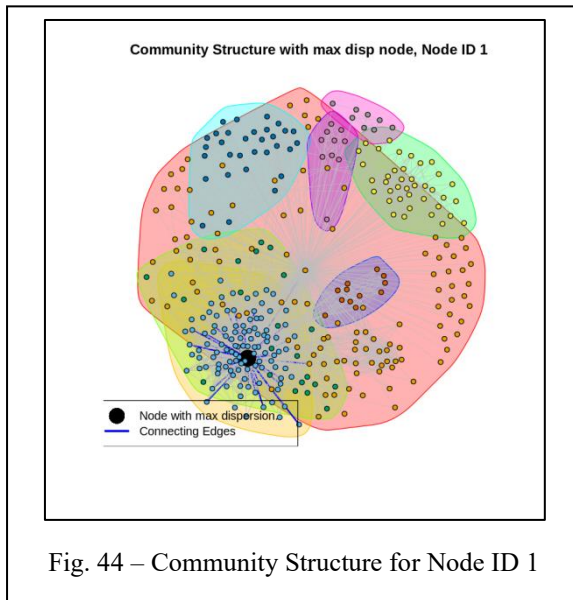 Community Structure with max disp node, Node ID 1
Node with max dispersion
Connecting Edges
Fig. 44 – Community Structure for Node ID 1